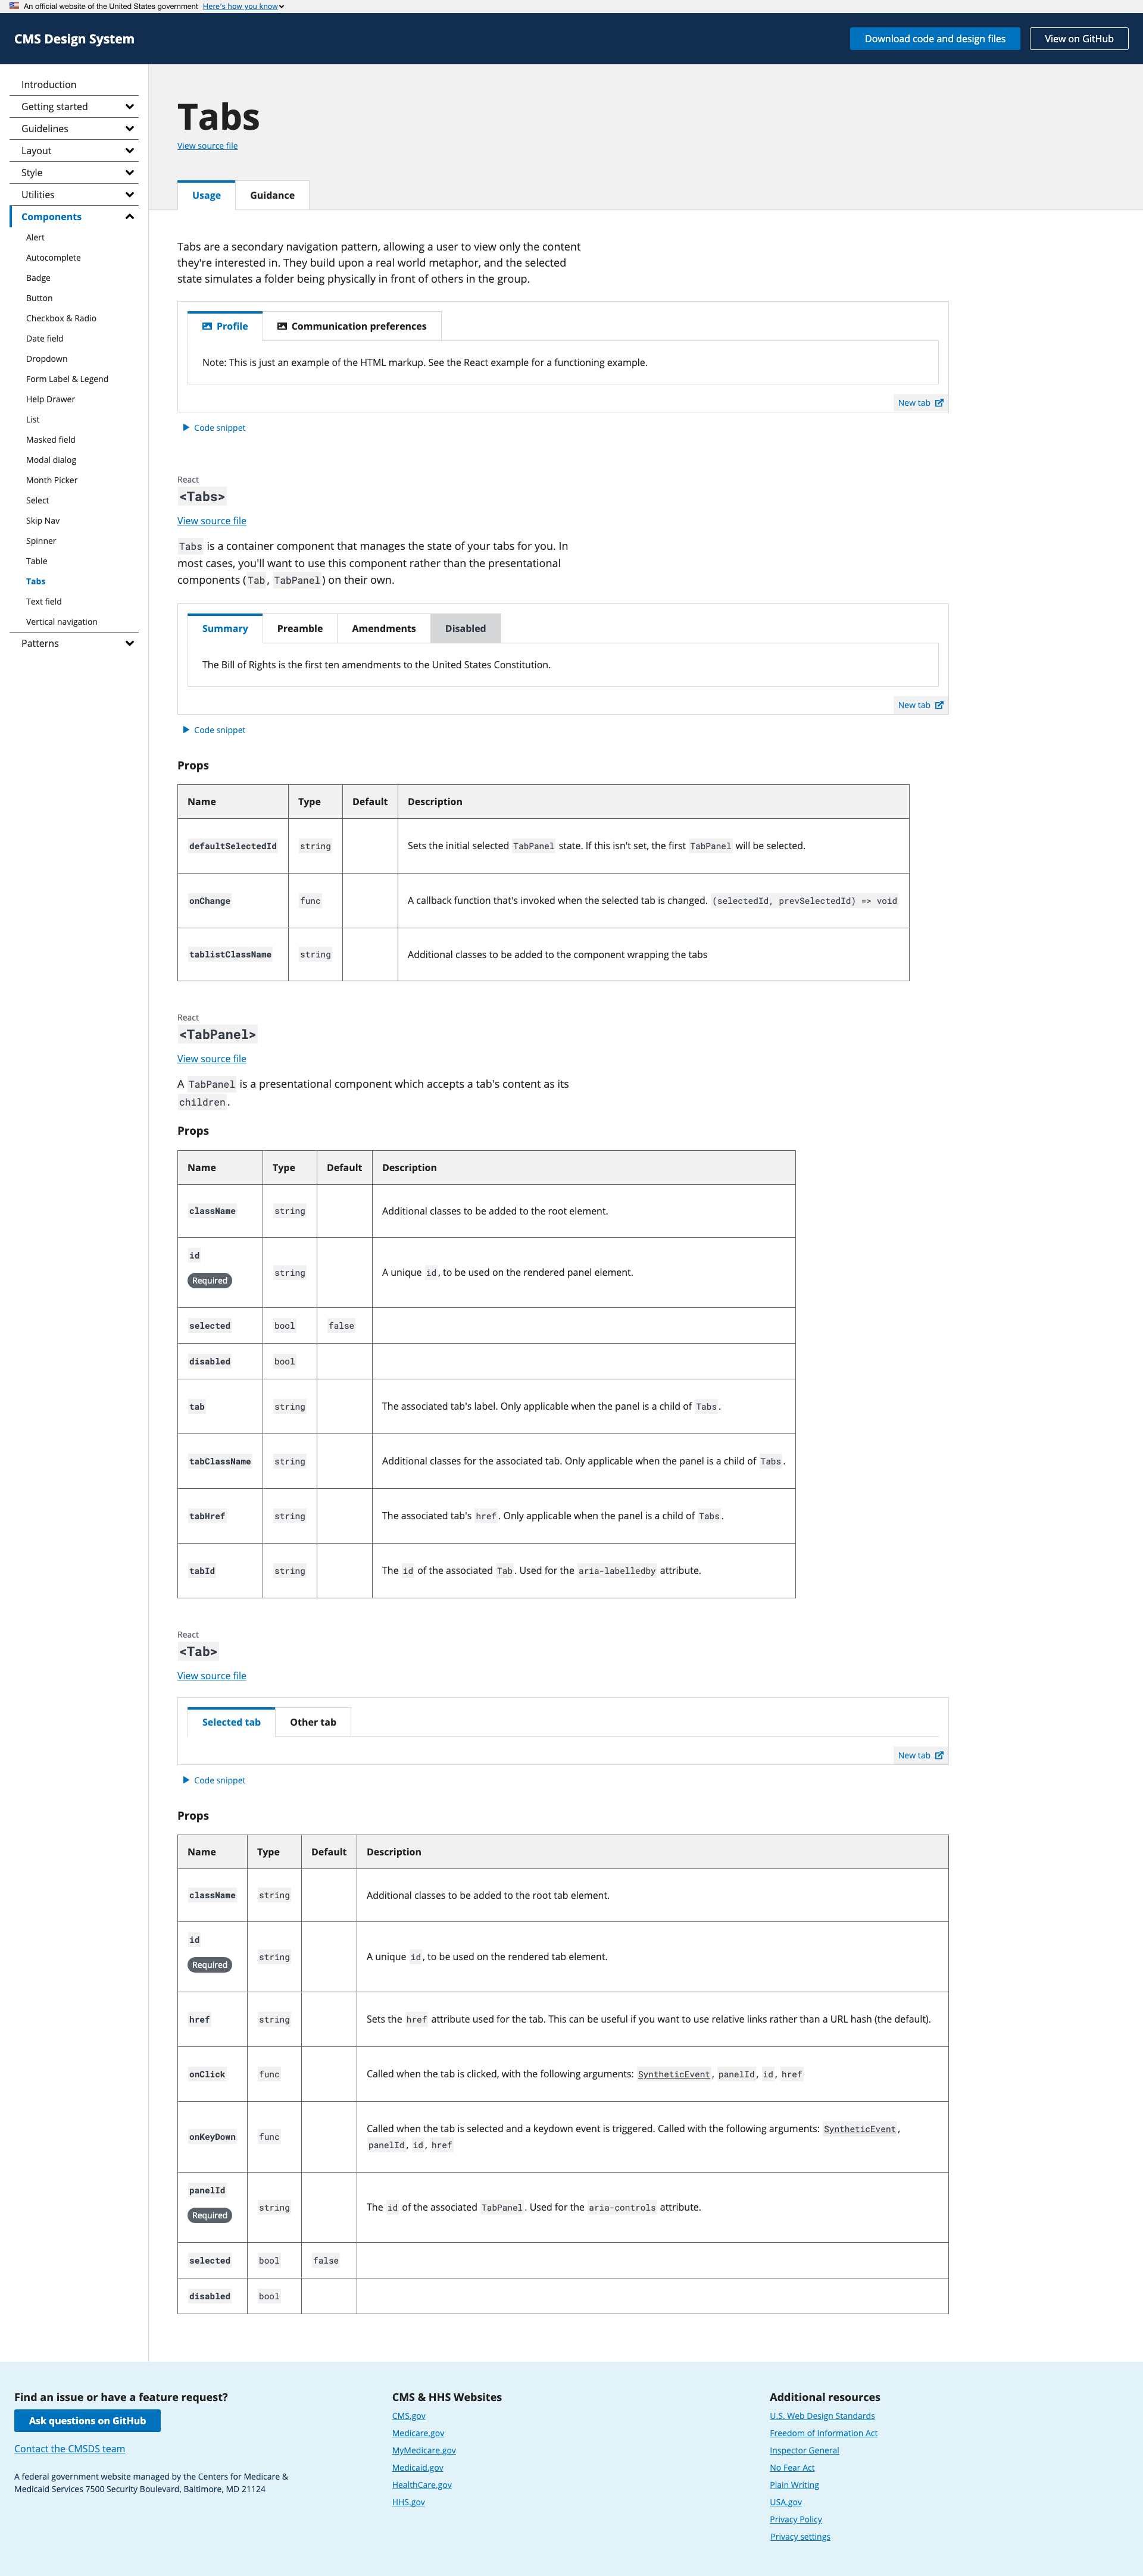 An official website of the United States government Here's how you know
CMS Design System
Download code and design files
View on GitHub
Introduction
Getting started
Guidelines
Layout
Style
Utilities
Components
Alert
Autocomplete
Badge
Button
Checkbox & Radio
Date field
Dropdown
Form Label & Legend
Help Drawer
List
Masked field
Modal dialog
Month Picker
Select
Skip Nav
Spinner
Table
Tabs
Text field
Vertical navigation
Patterns
Tabs
View source file
Usage Guidance
Tabs are a secondary navigation pattern, allowing a user to view only the content
they're interested in. They build upon a real world metaphor, and the selected
state simulates a folder being physically in front of others in the group.
Profile Communication preferences
Note: This is just an example of the HTML markup. See the React example for a functioning example.
New tab
Code snippet
React
<Tabs>
View source file
Tabs is a container component that manages the state of your tabs for you. In
most cases, you'll want to use this component rather than the presentational
components (Tab, TabPanel) on their own.
Summary Preamble Amendments Disabled
The Bill of Rights is the first ten amendments to the United States Constitution.
New tab
Code snippet
Props
Name Type Default Description
defaultSelectedId string Sets the initial selected TabPanel state. If this isn't set, the first TabPanel will be selected.
onChange func A callback function that's invoked when the selected tab is changed. (selectedId, prevSelectedId) => void
tablistClassName string Additional classes to be added to the component wrapping the tabs
React
<TabPanel>
View source file
A TabPanel is a presentational component which accepts a tab's content as its
children.
Props
Name Type Default Description
className string Additional classes to be added to the root element.
id
Required string A unique id, to be used on the rendered panel element.
selected bool false
disabled bool
tab string The associated tab's label. Only applicable when the panel is a child of Tabs.
tabClassName string Additional classes for the associated tab. Only applicable when the panel is a child of Tabs.
tabHref string The associated tab's href. Only applicable when the panel is a child of Tabs.
tabId string The id of the associated Tab. Used for the aria-labelledby attribute.
React
<Tab>
View source file
Selected tab Other tab
New tab
Code snippet
Props
Name Type Default Description
className string Additional classes to be added to the root tab element.
id
Required string A unique id, to be used on the rendered tab element.
href string Sets the href attribute used for the tab. This can be useful if you want to use relative links rather than a URL hash (the default).
onClick func Called when the tab is clicked, with the following arguments: SyntheticEvent, panelId, id, href
onKeyDown func Called when the tab is selected and a keydown event is triggered. Called with the following arguments: SyntheticEvent,
panelId, id, href
panelId
Required string The id of the associated TabPanel. Used for the aria-controls attribute.
selected bool false
disabled bool
Find an issue or have a feature request?
Ask questions on GitHub
Contact the CMSDS team
A federal government website managed by the Centers for Medicare &
Medicaid Services 7500 Security Boulevard, Baltimore, MD 21124
CMS & HHS Websites
CMS.gov
Medicare.gov
MyMedicare.gov
Medicaid.gov
HealthCare.gov
HHS.gov
Additional resources
U.S. Web Design Standards
Freedom of Information Act
Inspector General
No Fear Act
Plain Writing
USA.gov
Privacy Policy
Privacy settings